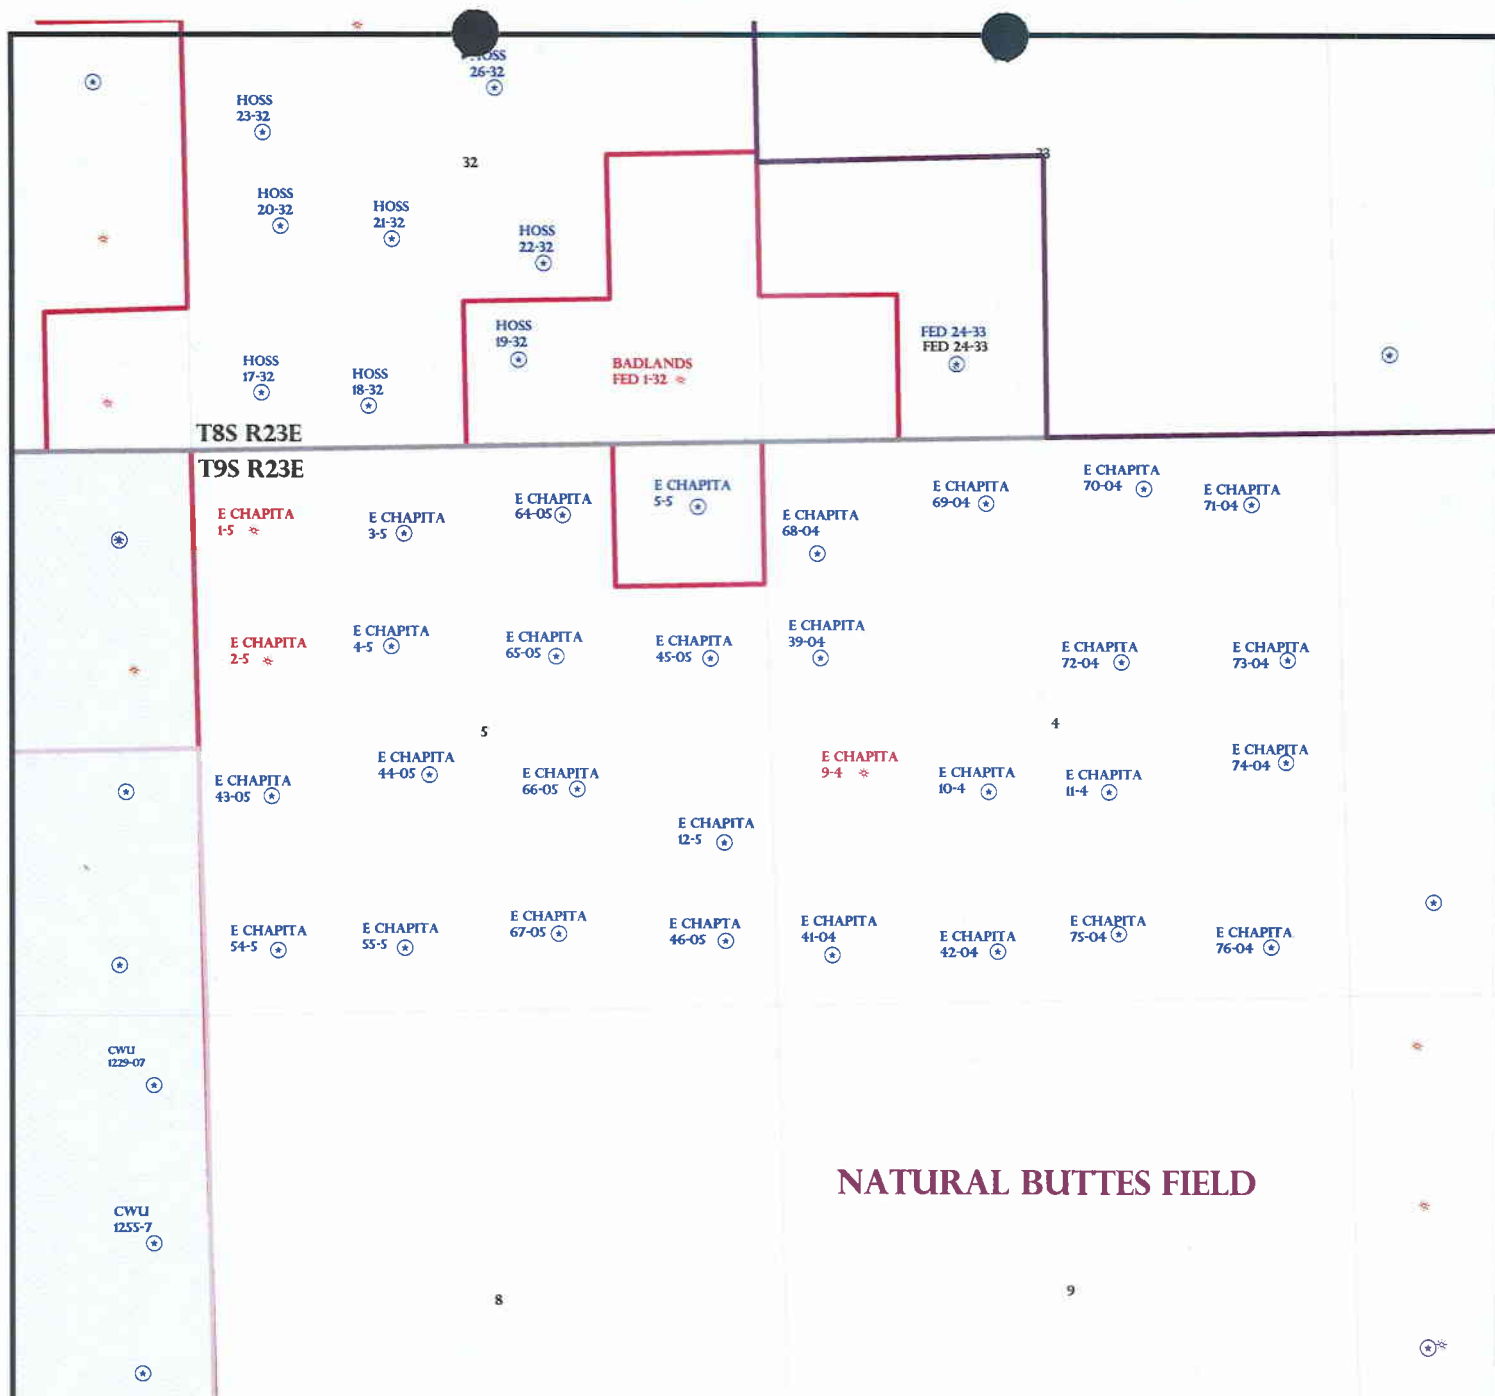 HOSS
26-32
HOSS
23-32
32
33
HOSS
20-32
HOSS
21-32
HOSS
22-32
HOSS
19-32
FED 24-33
FED 24-33
BADLANDS
FED 1-32
HOSS
17-32
HOSS
18-32
T8S R23E
T9S R23E
E CHAPITA
1-5
E CHAPITA
3-5
E CHAPITA
64-05
E CHAPITA
5-5
E CHAPITA
68-04
E CHAPITA
69-04
E CHAPITA
70-04
E CHAPITA
71-04
E CHAPITA
2-5
E CHAPITA
4-5
E CHAPITA
65-05
E CHAPITA
45-05
E CHAPITA
39-04
E CHAPITA
72-04
E CHAPITA
73-04
5
4
E CHAPITA
43-05
E CHAPITA
44-05
E CHAPITA
66-05
E CHAPITA
12-5
E CHAPITA
9-4
E CHAPITA
10-4
E CHAPITA
11-4
E CHAPITA
74-04
E CHAPITA
54-5
E CHAPITA
55-5
E CHAPITA
67-05
E CHAPTA
46-05
E CHAPITA
41-04
E CHAPITA
42-04
E CHAPITA
75-04
E CHAPITA
76-04
CWU
1229-07
NATURAL BUTTES FIELD
CWU
1255-7
8
9